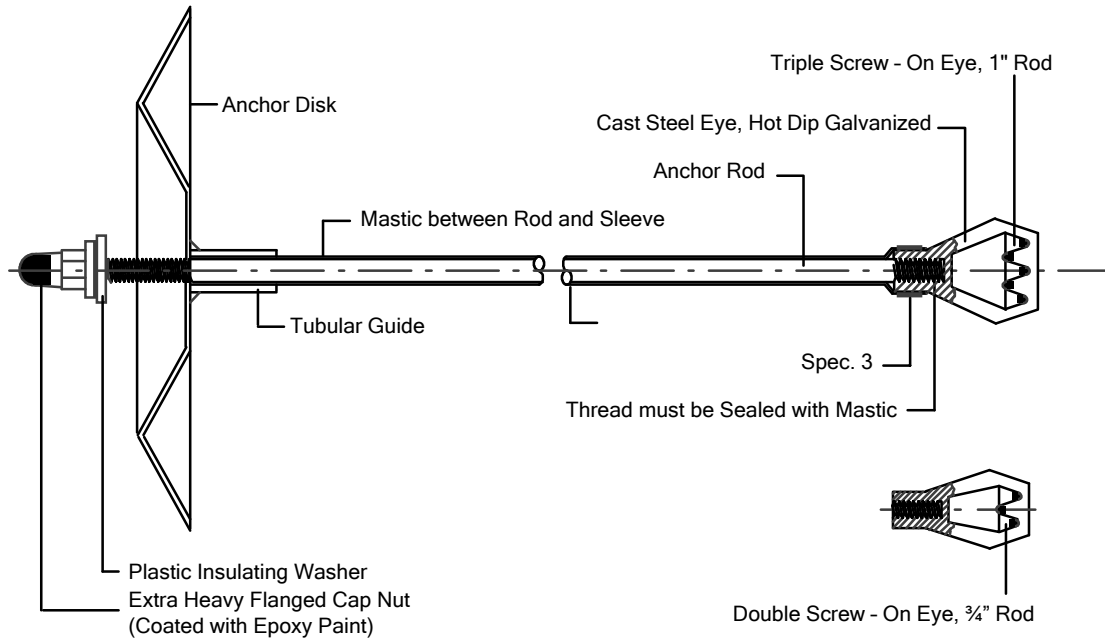 Triple Screw - On Eye, 1" Rod
Anchor Disk
Cast Steel Eye, Hot Dip Galvanized
Anchor Rod
Mastic between Rod and Sleeve
Tubular Guide
Spec. 3
Thread must be Sealed with Mastic
Plastic Insulating Washer
Extra Heavy Flanged Cap Nut
(Coated with Epoxy Paint)
Double Screw - On Eye, ¾” Rod